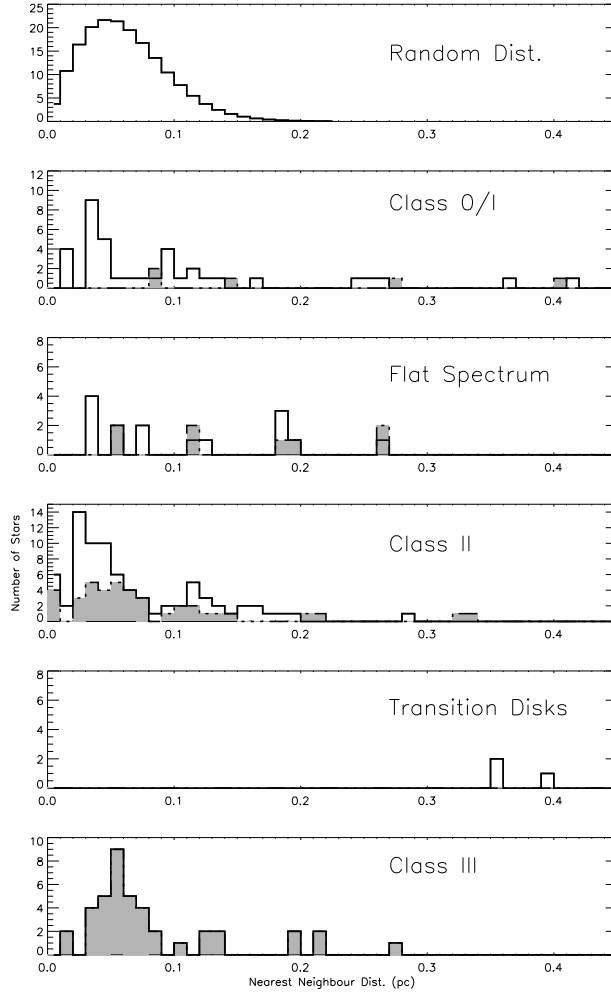 25
20
15
10
5
0
Random Dist.
0.0 0.1 0.2 0.3 0.4
12
10
8
6
4
2
0
Class 0/I
0.0 0.1 0.2 0.3 0.4
8
6
4
2
0
Flat Spectrum
0.0 0.1 0.2 0.3 0.4
Number of Stars
14
12
10
8
6
4
2
0
Class II
0.0 0.1 0.2 0.3 0.4
8
6
4
2
0
Transition Disks
0.0 0.1 0.2 0.3 0.4
10
8
6
4
2
0
Class III
0.0 0.1 0.2 0.3 0.4
Nearest Neighbour Dist. (pc)